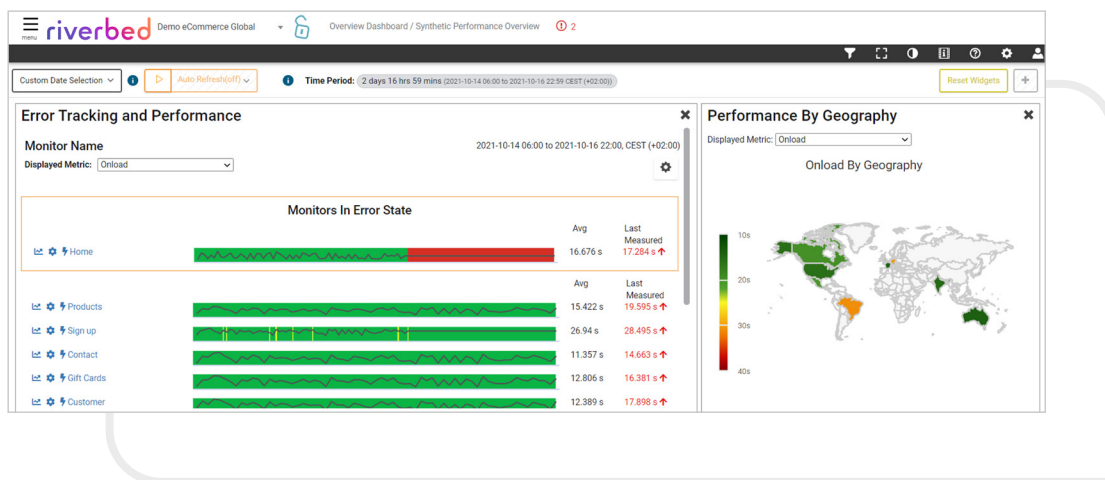 menu
riverbed
Demo eCommerce Global
Overview Dashboard / Synthetic Performance Overview
2
Custom Date Selection
Auto Refresh(off)
Time Period: 2 days 16 hrs 59 mins (2021-10-14 06:00 to 2021-10-16 22:59 CEST (+02:00))
Reset Widgets
+
Error Tracking and Performance
Monitor Name
2021-10-14 06:00 to 2021-10-16 22:00, CEST (+02:00)
Displayed Metric: Onload
Monitors In Error State
Avg Last Measured
Home 16.676 s 17.284 s
Avg Last Measured
Products 15.422 s 19.595 s
Sign up 26.94 s 28.495 s
Contact 11.357 s 14.663 s
Gift Cards 12.806 s 16.381 s
Customer 12.389 s 17.898 s
Performance By Geography
Displayed Metric: Onload
Onload By Geography
10s
20s
30s
40s